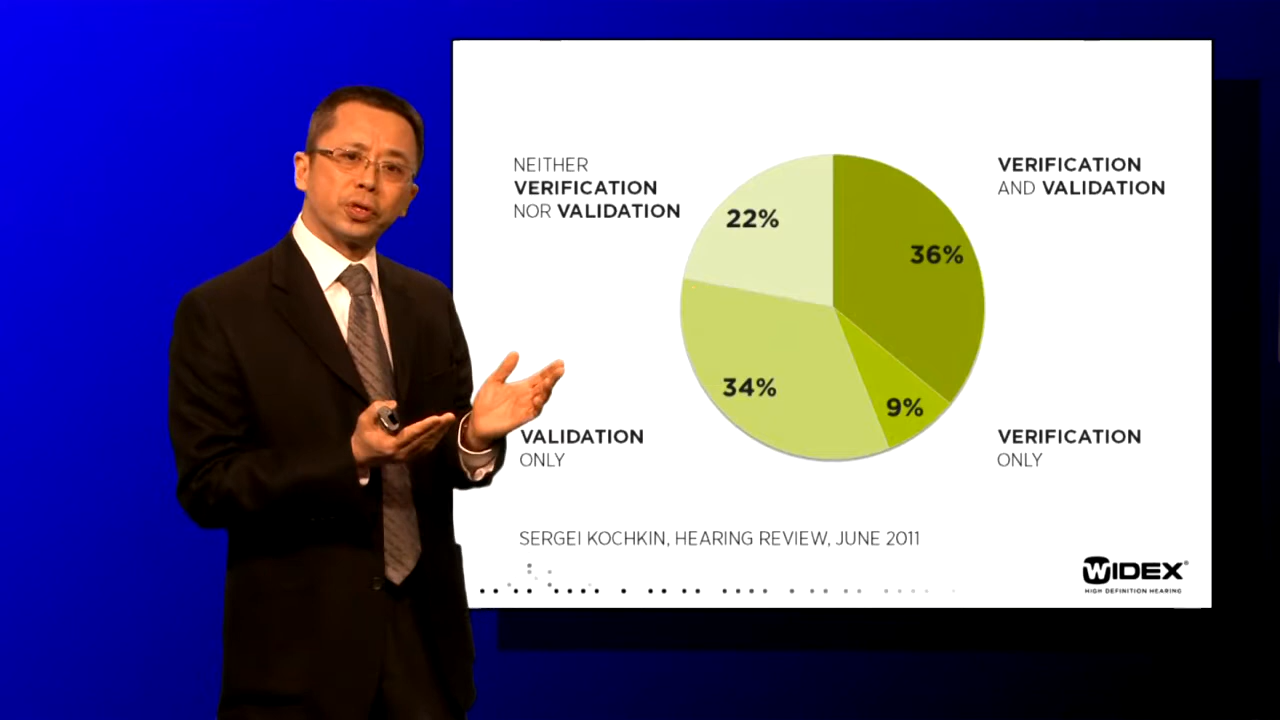 NEITHER
VERIFICATION
NOR VALIDATION
22%
VERIFICATION
AND VALIDATION
36%
34%
9%
VALIDATION
ONLY
VERIFICATION
ONLY
SERGEI KOCHKIN, HEARING REVIEW, JUNE 2011
WIDEX®
HIGH DEFINITION HEARING